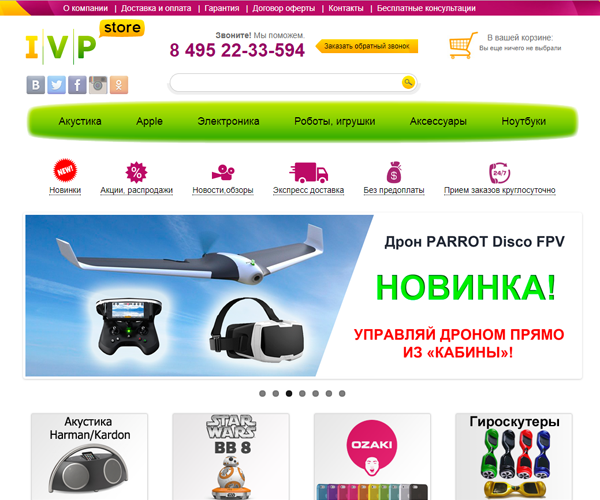 О компании | Доставка и оплата | Гарантия | Договор оферты | Контакты | Бесплатные консультации
I|V|P store
Звоните! Мы поможем.
8 495 22-33-594
Заказать обратный звонок
В вашей корзине:
Вы еще ничего не выбрали
Акустика Apple Электроника Роботы, игрушки Аксессуары Ноутбуки
NEW!
%
$
24/7
Новинки Акции, распродажи Новости,обзоры Экспресс доставка Без предоплаты Прием заказов круглосуточно
Дрон PARROT Disco FPV
НОВИНКА!
УПРАВЛЯЙ ДРОНОМ ПРЯМО
ИЗ «КАБИНЫ»!
Акустика
Harman/Kardon
STAR
WARS
BB 8
OZAKI
Гироскутеры